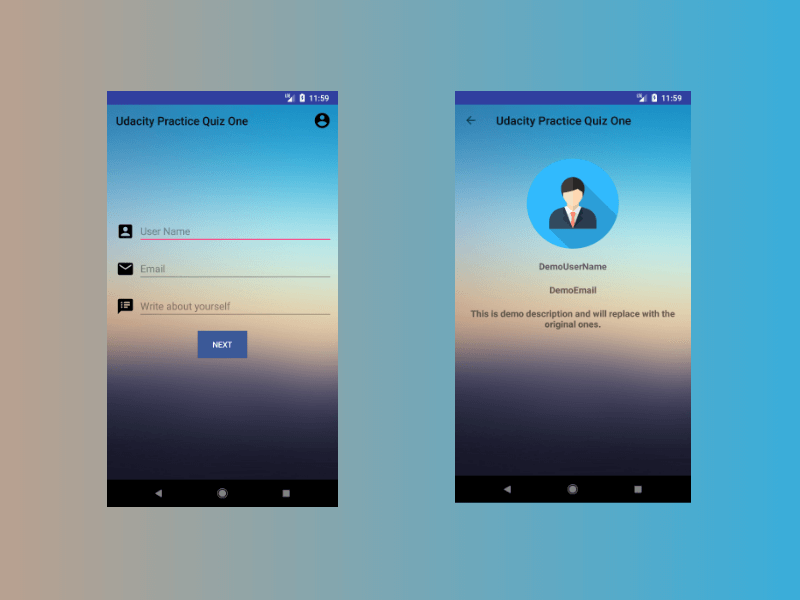 11:59
Udacity Practice Quiz One
User Name
Email
Write about yourself
NEXT
11:59
Udacity Practice Quiz One
DemoUserName
DemoEmail
This is demo description and will replace with the
original ones.